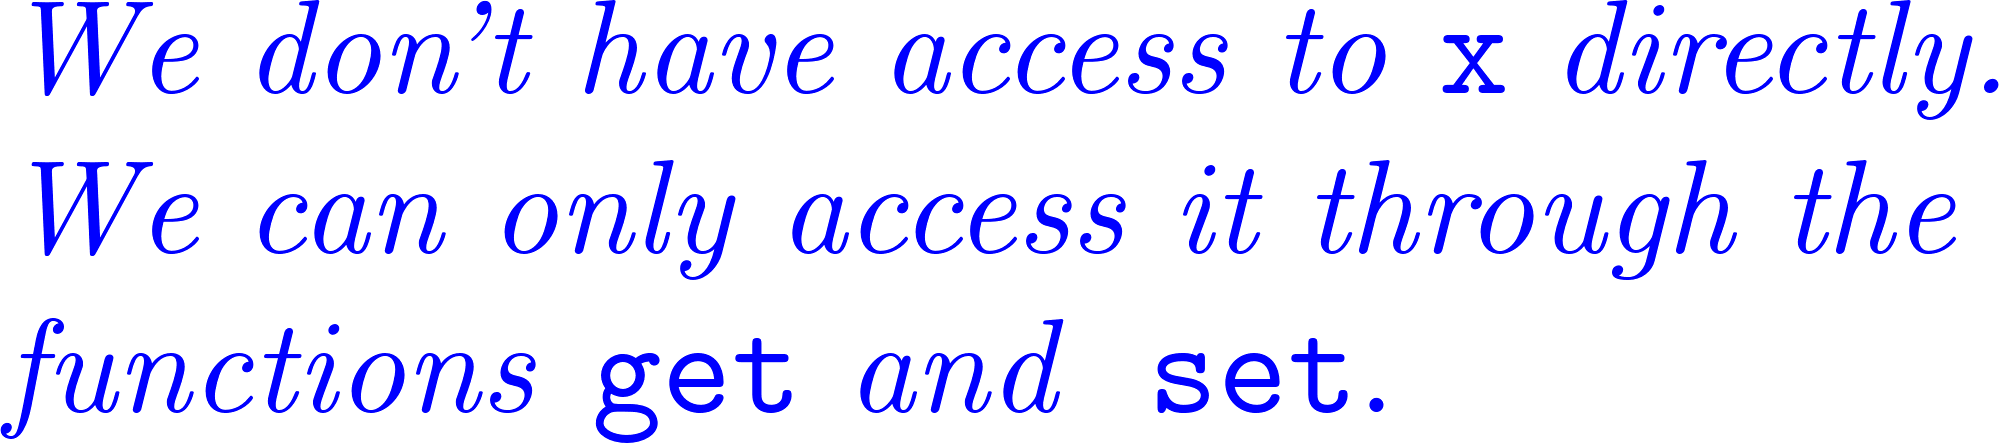 We don't have access to x directly.
We can only access it through the
functions get and set.